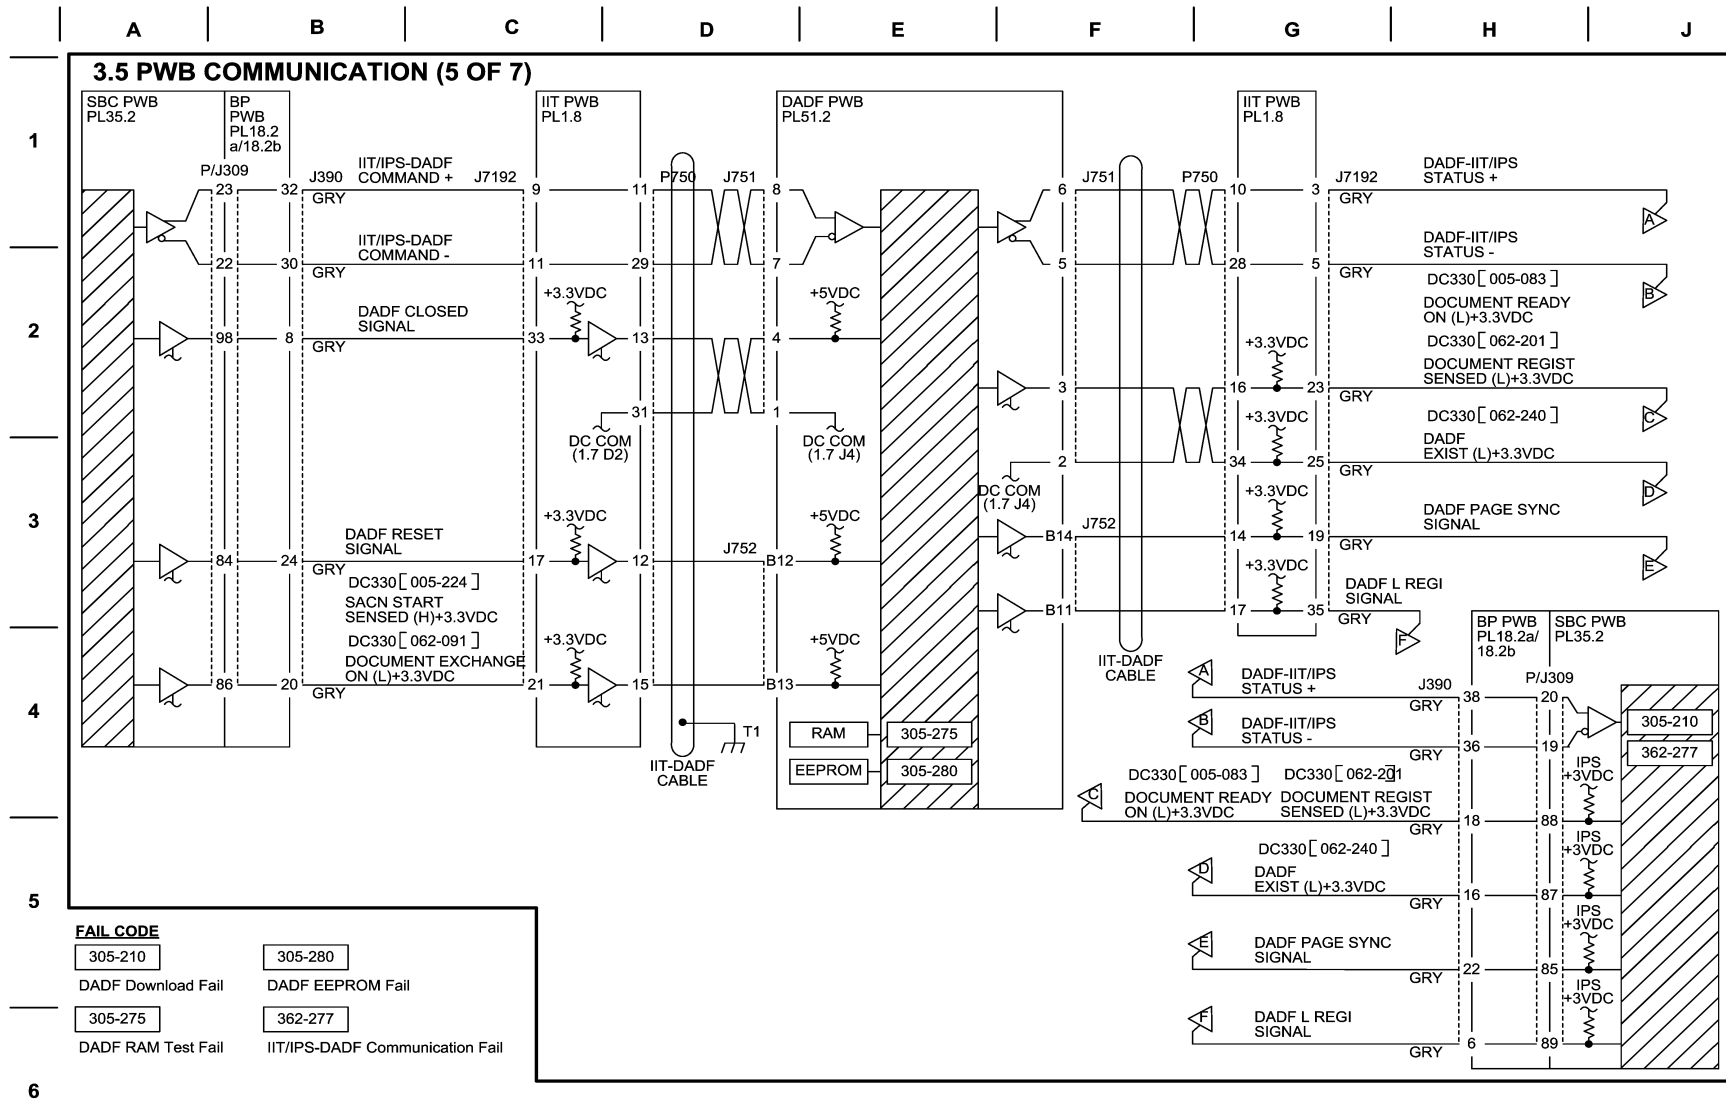 A B C D E F G H J
1
2
3
4
5
6
3.5 PWB COMMUNICATION (5 OF 7)
SBC PWB
PL35.2
BP
PWB
PL18.2
a/18.2b
IIT PWB
PL1.8
DADF PWB
PL51.2
IIT PWB
PL1.8
P/J309
J390
IIT/IPS-DADF
COMMAND +
J7192
P750
J751
J751
P750
J7192
DADF-IIT/IPS
STATUS +
23 32 GRY 9 11 8 6 10 3 GRY
A
IIT/IPS-DADF
COMMAND -
DADF-IIT/IPS
STATUS -
22 30 GRY 11 29 7 5 28 5 GRY
B
DC330[ 005-083 ]
DOCUMENT READY
ON (L)+3.3VDC
DC330[ 062-201 ]
DOCUMENT REGIST
SENSED (L)+3.3VDC
DADF CLOSED
SIGNAL
+3.3VDC
+5VDC
98 8 GRY 33 13 4
+3.3VDC
3 16 23 GRY
C
31 1
DC COM
(1.7 D2)
DC COM
(1.7 J4)
DC330[ 062-240 ]
DADF
EXIST (L)+3.3VDC
+3.3VDC
2 34 25 GRY
D
DC COM
(1.7 J4)
DADF PAGE SYNC
SIGNAL
+3.3VDC
J752
B14 14 19 GRY
E
DADF RESET
SIGNAL
+3.3VDC
+5VDC
J752
84 24 GRY 17 12 B12
DC330[ 005-224 ]
SACN START
SENSED (H)+3.3VDC
DC330[ 062-091 ]
DOCUMENT EXCHANGE
ON (L)+3.3VDC
+3.3VDC
DADF L REGI
SIGNAL
B11 17 35 GRY
F
+3.3VDC
+5VDC
86 20 GRY 21 15 B13
T1
IIT-DADF
CABLE
IIT-DADF
CABLE
RAM
305-275
EEPROM
305-280
BP PWB
PL18.2a/
18.2b
SBC PWB
PL35.2
J390
P/J309
A
DADF-IIT/IPS
STATUS +
GRY 38 20
305-210
B
DADF-IIT/IPS
STATUS -
GRY 36 19
362-277
DC330[ 005-083 ]
DC330[ 062-201
]
C
DOCUMENT READY
ON (L)+3.3VDC
DOCUMENT REGIST
SENSED (L)+3.3VDC
IPS
+3VDC
GRY 18 88
DC330[ 062-240 ]
D
DADF
EXIST (L)+3.3VDC
IPS
+3VDC
GRY 16 87
E
DADF PAGE SYNC
SIGNAL
IPS
+3VDC
GRY 22 85
F
DADF L REGI
SIGNAL
IPS
+3VDC
GRY 6 89
FAIL CODE
305-210
DADF Download Fail
305-280
DADF EEPROM Fail
305-275
DADF RAM Test Fail
362-277
IIT/IPS-DADF Communication Fail